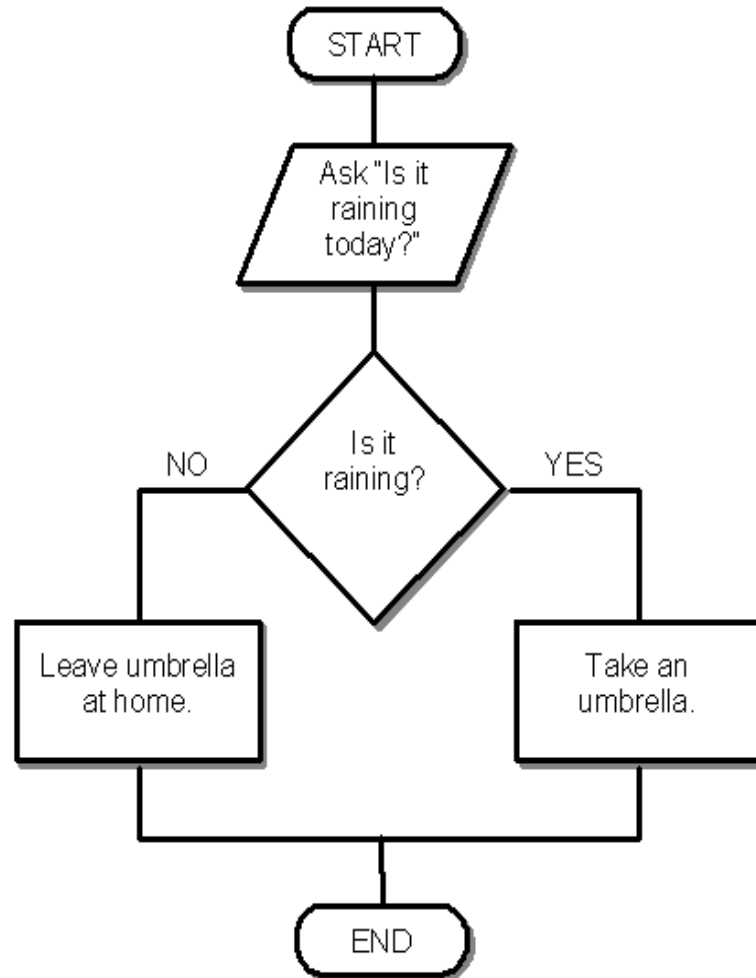 START
Ask "Is it
raining
today?"
Is it
raining?
NO
YES
Leave umbrella
at home.
Take an
umbrella.
END